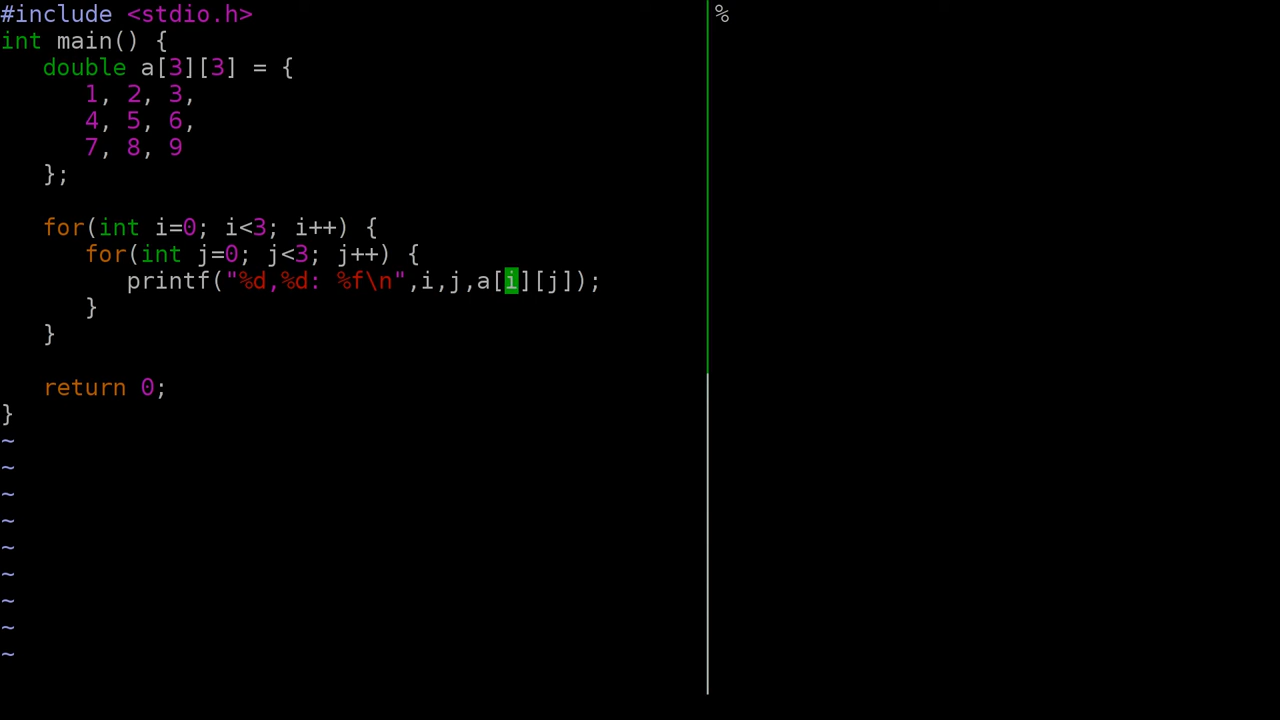 #include <stdio.h>
int main() {
   double a[3][3] = {
      1, 2, 3,
      4, 5, 6,
      7, 8, 9
   };

   for(int i=0; i<3; i++) {
      for(int j=0; j<3; j++) {
         printf("%d,%d: %f\n",i,j,a[i][j]);
      }
   }

   return 0;
}
~
~
~
~
~
~
~
~
~
%